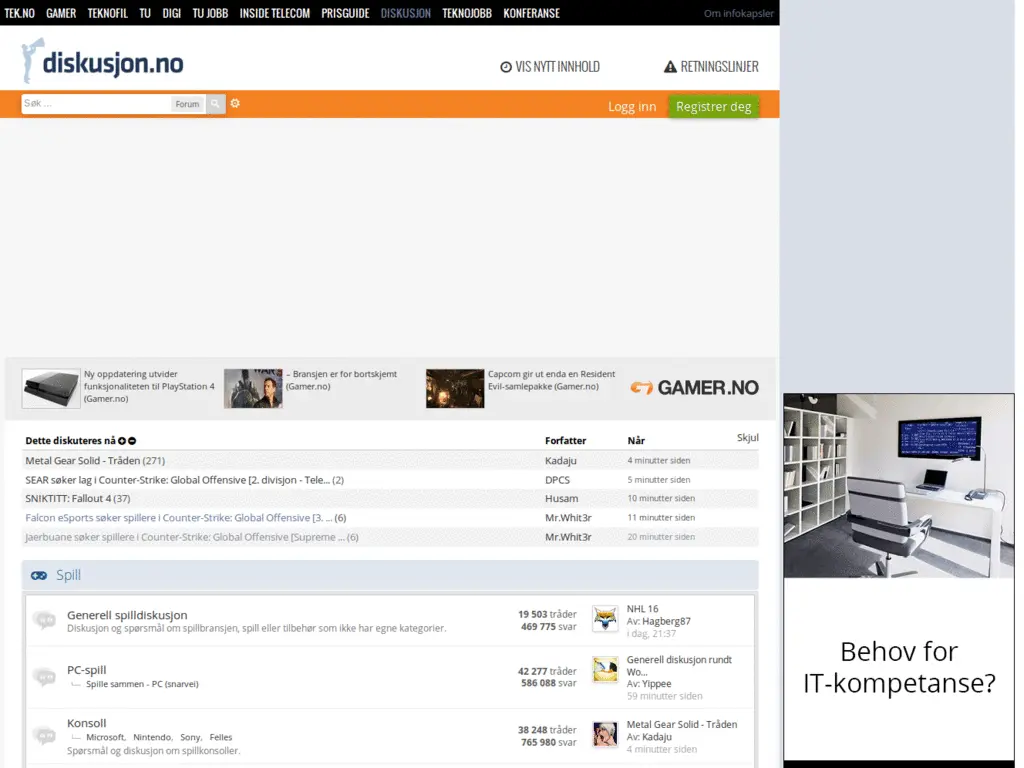 TEK.NO GAMER TEKNOFIL TU DIGI TU JOBB INSIDE TELECOM PRISGUIDE DISKUSJON TEKNOJOBB KONFERANSE Om infokapsler
diskusjon.no
VIS NYTT INNHOLD RETNINGSLINJER
Søk ... Forum Logg inn Registrer deg
Ny oppdatering utvider
funksjonaliteten til PlayStation 4
(Gamer.no)
– Bransjen er for bortskjemt
(Gamer.no)
Capcom gir ut enda en Resident
Evil-samlepakke (Gamer.no)
GAMER.NO
Dette diskuteres nå Forfatter Når Skjul
Metal Gear Solid - Tråden (271) Kadaju 4 minutter siden
SEAR søker lag i Counter-Strike: Global Offensive [2. divisjon - Tele... (2) DPCS 5 minutter siden
SNIKTITT: Fallout 4 (37) Husam 10 minutter siden
Falcon eSports søker spillere i Counter-Strike: Global Offensive [3. ... (6) Mr.Whit3r 11 minutter siden
Jaerbuane søker spillere i Counter-Strike: Global Offensive [Supreme ... (6) Mr.Whit3r 20 minutter siden
Spill
Generell spilldiskusjon
Diskusjon og spørsmål om spillbransjen, spill eller tilbehør som ikke har egne kategorier.
19 503 tråder
469 775 svar
NHL 16
Av: Hagberg87
i dag, 21:37
PC-spill
Spille sammen - PC (snarvei)
42 277 tråder
586 088 svar
Generell diskusjon rundt
Wo...
Av: Yippee
59 minutter siden
Konsoll
Microsoft, Nintendo, Sony, Felles
Spørsmål og diskusjon om spillkonsoller.
38 248 tråder
765 980 svar
Metal Gear Solid - Tråden
Av: Kadaju
4 minutter siden
Behov for
IT-kompetanse?